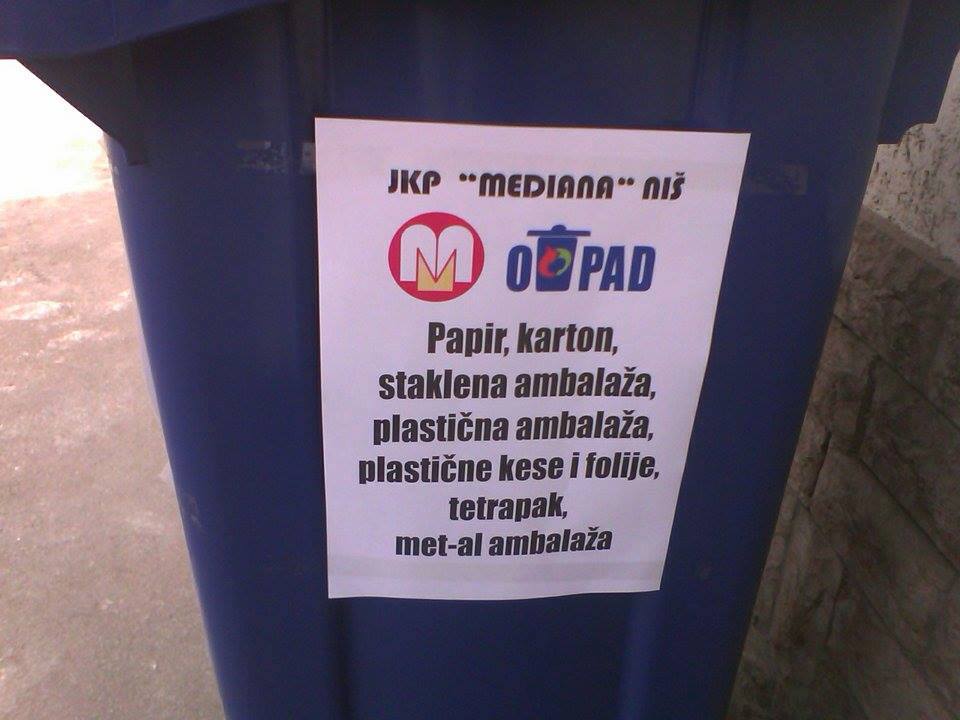 JKP "MEDIANA" NIŠ
M OTPAD
Papir, karton,
staklena ambalaža,
plastična ambalaža,
plastične kese i folije,
tetrapak,
met-al ambalaža